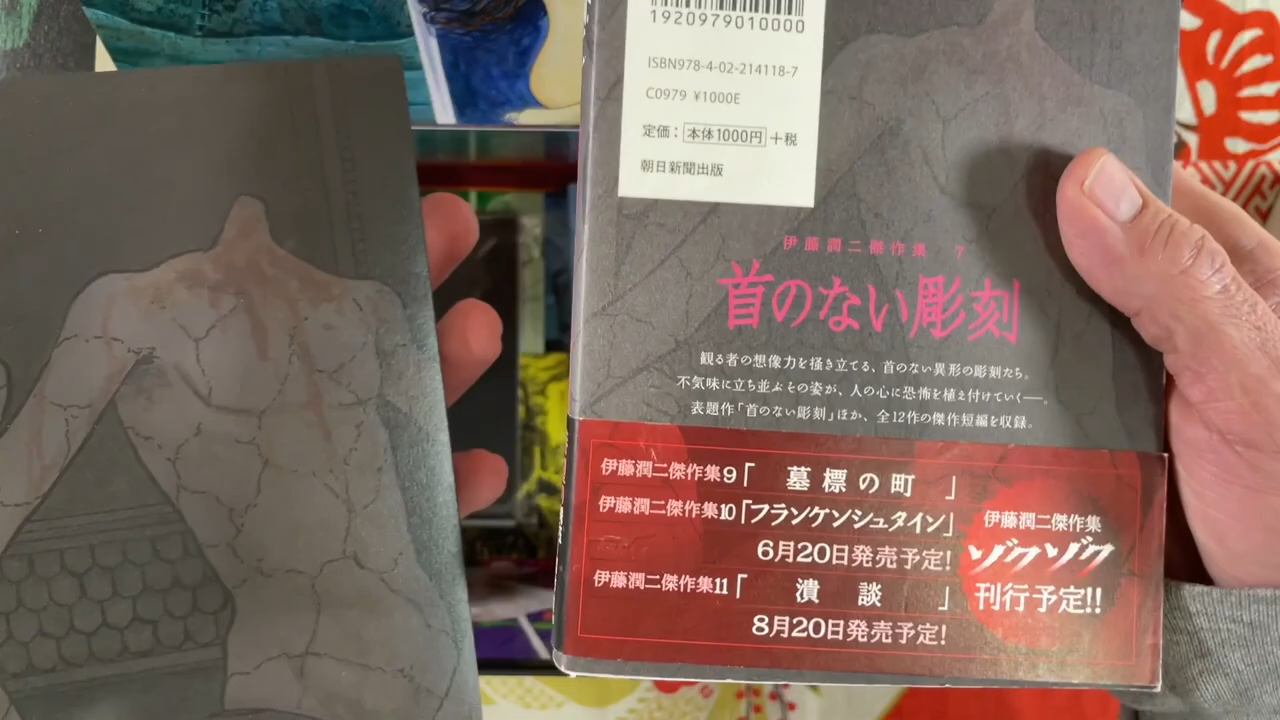 1920979010000
ISBN978-4-02-214118-7
C0979 ¥1000E
定価：本体1000円+税
朝日新聞出版
伊藤潤二傑作集 7
首のない彫刻
観る者の想像力を掻き立てる、首のない異形の彫刻たち。
不気味に立ち並ぶその姿が、人の心に恐怖を植え付けていく──。
表題作「首のない彫刻」ほか、全12作の傑作短編を収録。
伊藤潤二傑作集9「 墓標の町 」
伊藤潤二傑作集10「フランケンシュタイン」
6月20日発売予定!
伊藤潤二傑作集11「 潰談 」
8月20日発売予定!
伊藤潤二傑作集
ゾクゾク
刊行予定!!